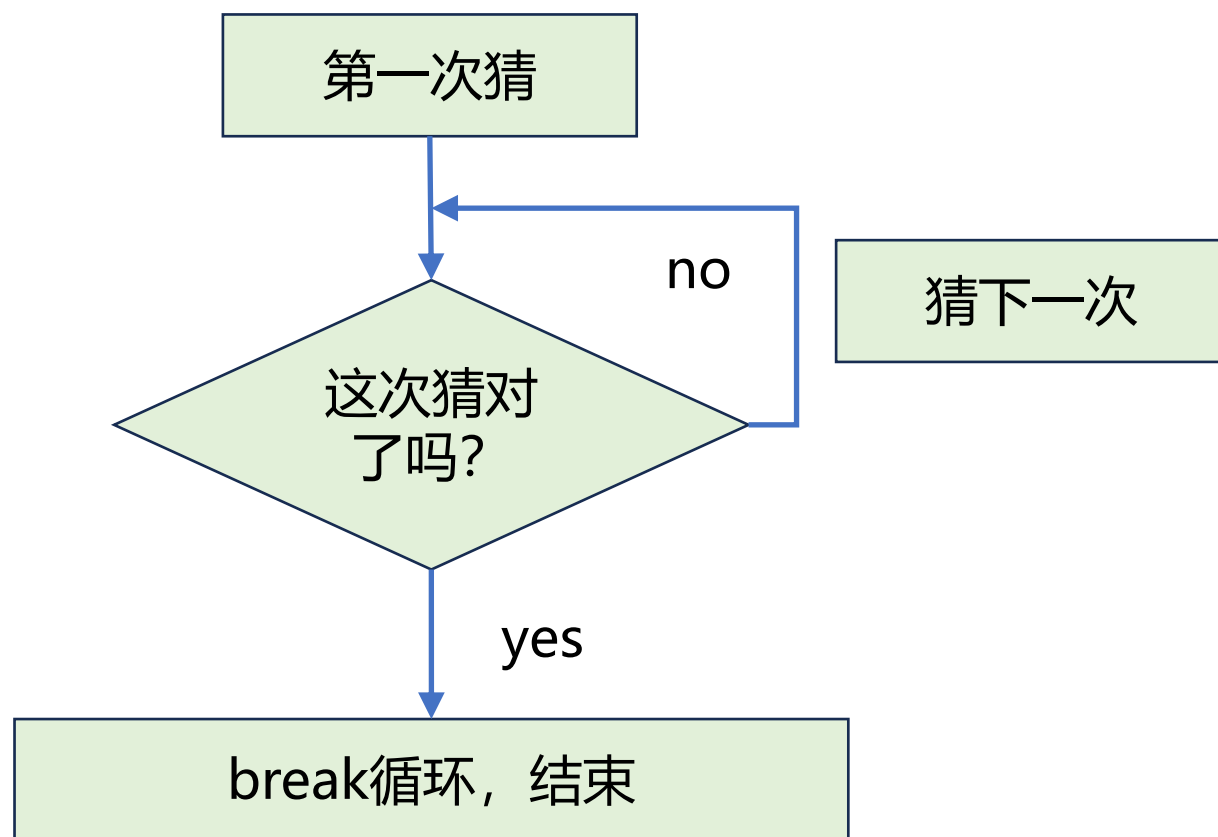 第一次猜
no
猜下一次
这次猜对
了吗？
yes
break循环，结束